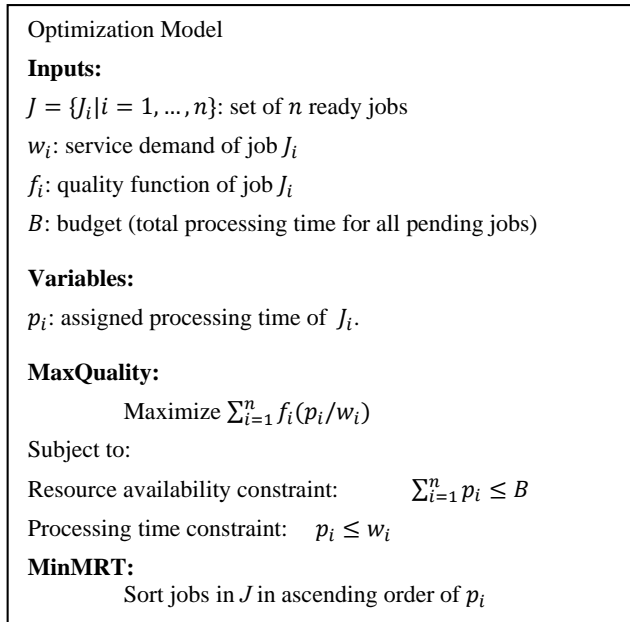 Optimization Model
Inputs:
J = {J_i|i = 1, … , n}: set of n ready jobs
w_i: service demand of job J_i
f_i: quality function of job J_i
B: budget (total processing time for all pending jobs)
Variables:
p_i: assigned processing time of J_i.
MaxQuality:
Maximize ∑_{i=1}^{n} f_i(p_i/w_i)
Subject to:
Resource availability constraint: ∑_{i=1}^{n} p_i ≤ B
Processing time constraint: p_i ≤ w_i
MinMRT:
Sort jobs in J in ascending order of p_i